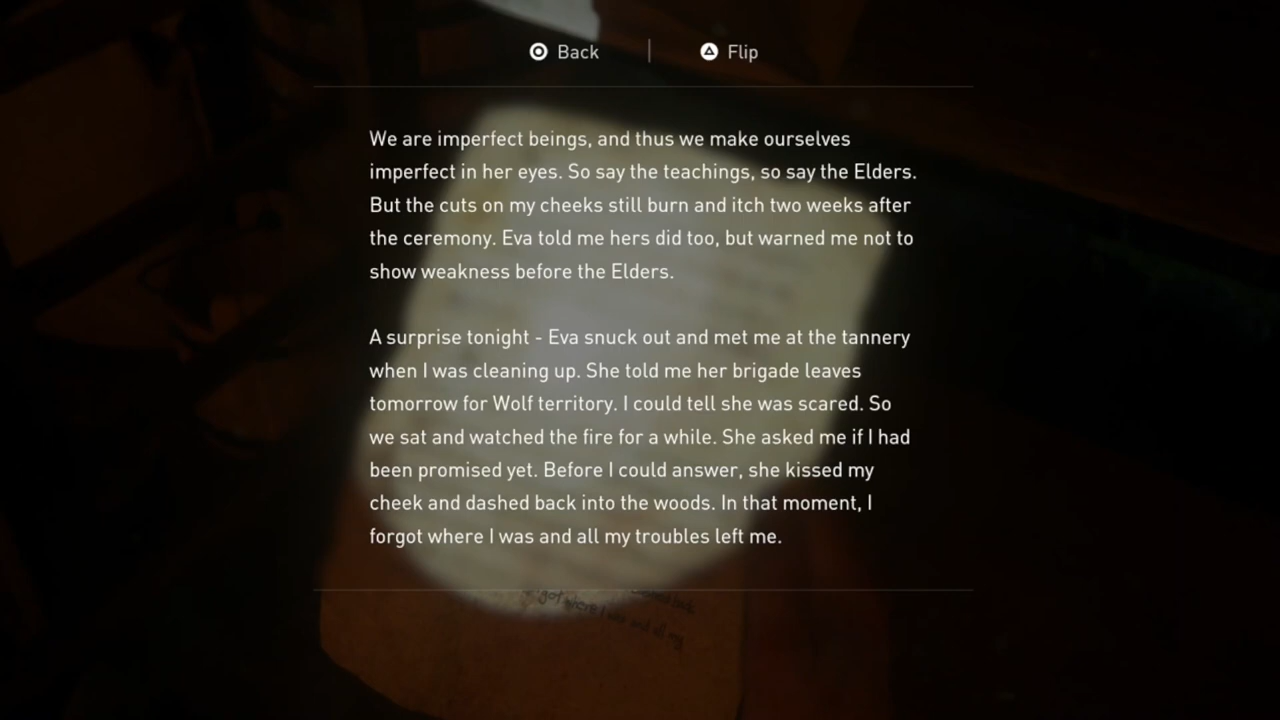 Back | Flip
We are imperfect beings, and thus we make ourselves
imperfect in her eyes. So say the teachings, so say the Elders.
But the cuts on my cheeks still burn and itch two weeks after
the ceremony. Eva told me hers did too, but warned me not to
show weakness before the Elders.
A surprise tonight - Eva snuck out and met me at the tannery
when I was cleaning up. She told me her brigade leaves
tomorrow for Wolf territory. I could tell she was scared. So
we sat and watched the fire for a while. She asked me if I had
been promised yet. Before I could answer, she kissed my
cheek and dashed back into the woods. In that moment, I
forgot where I was and all my troubles left me.
where I was and all my